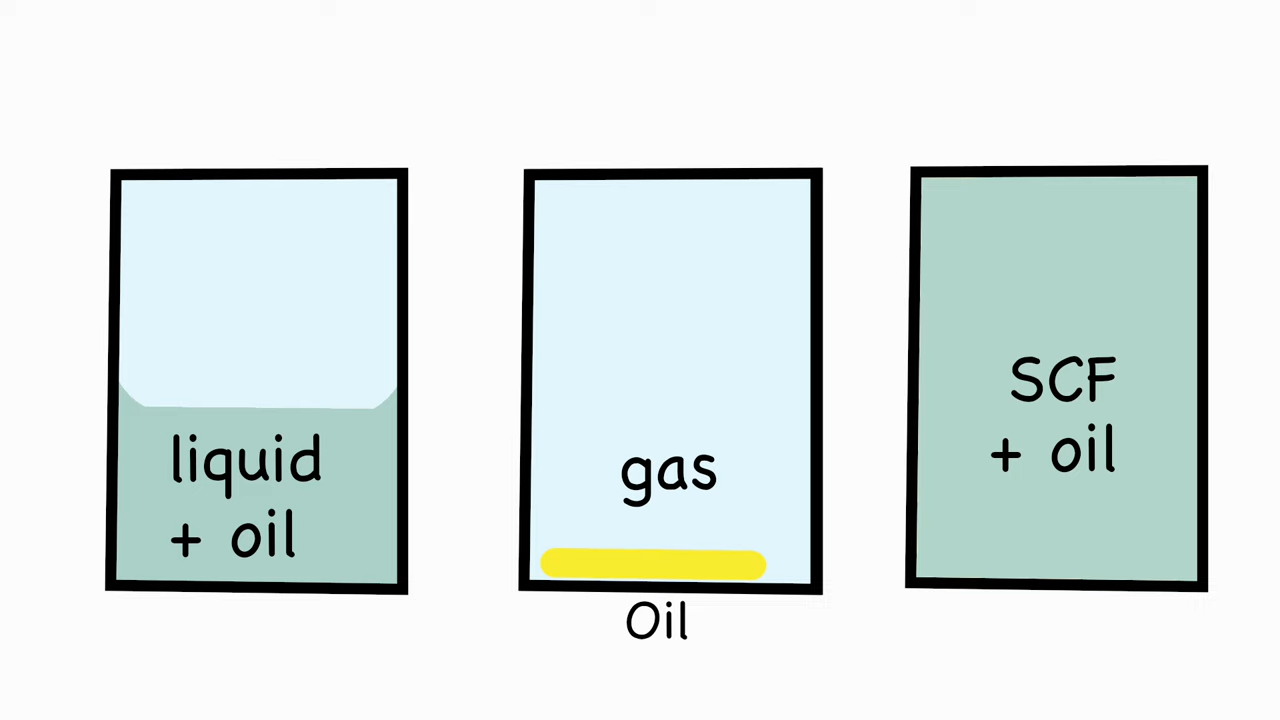 liquid
+ oil
gas
Oil
SCF
+ oil